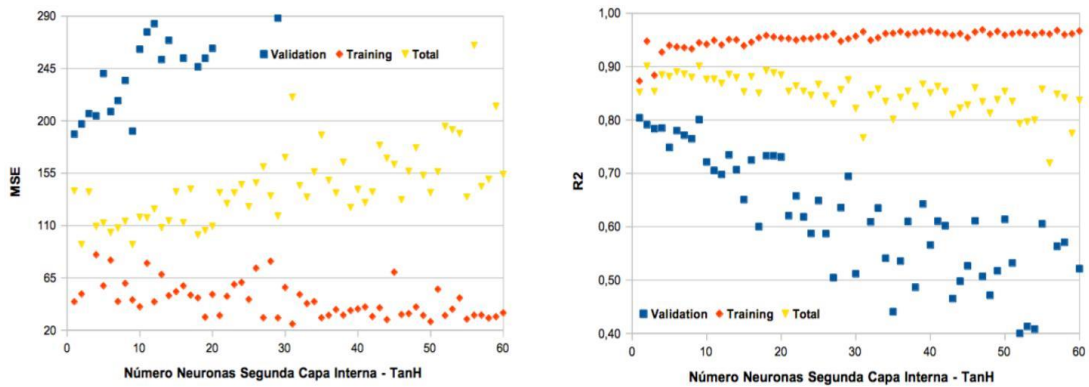 290
245
200
155
110
65
20
MSE
Validation Training Total
0 10 20 30 40 50 60
Número Neuronas Segunda Capa Interna - TanH
1,00
0,90
0,80
0,70
0,60
0,50
0,40
R2
Validation Training Total
0 10 20 30 40 50 60
Número Neuronas Segunda Capa Interna - TanH